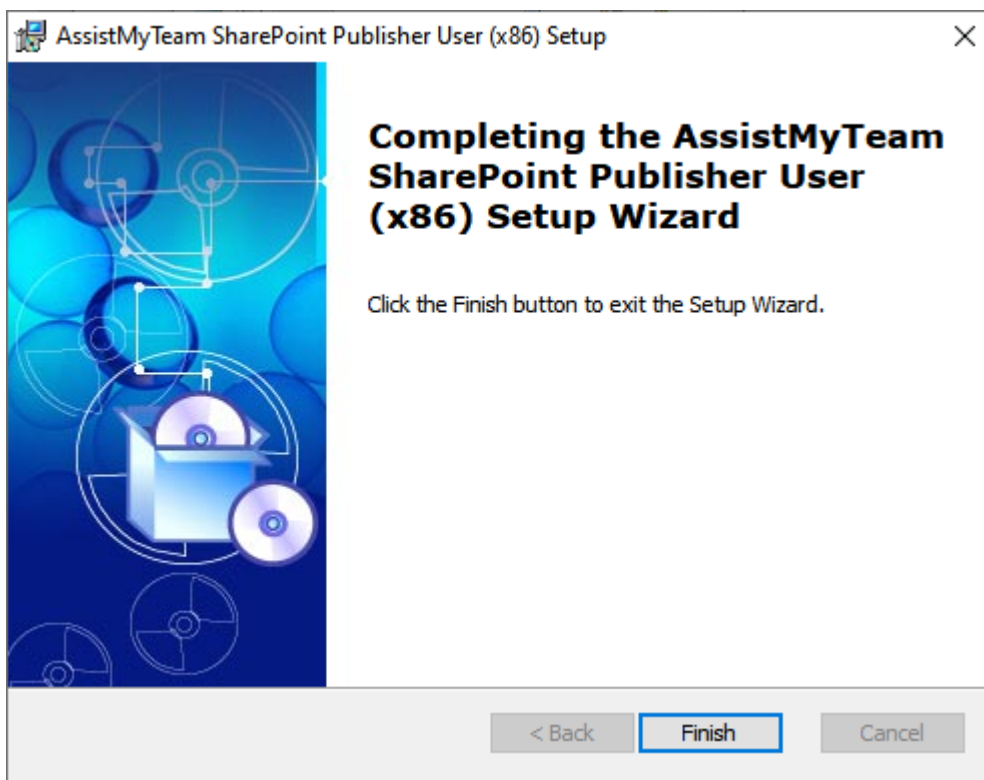 AssistMyTeam SharePoint Publisher User (x86) Setup
Completing the AssistMyTeam
SharePoint Publisher User
(x86) Setup Wizard
Click the Finish button to exit the Setup Wizard.
< Back
Finish
Cancel